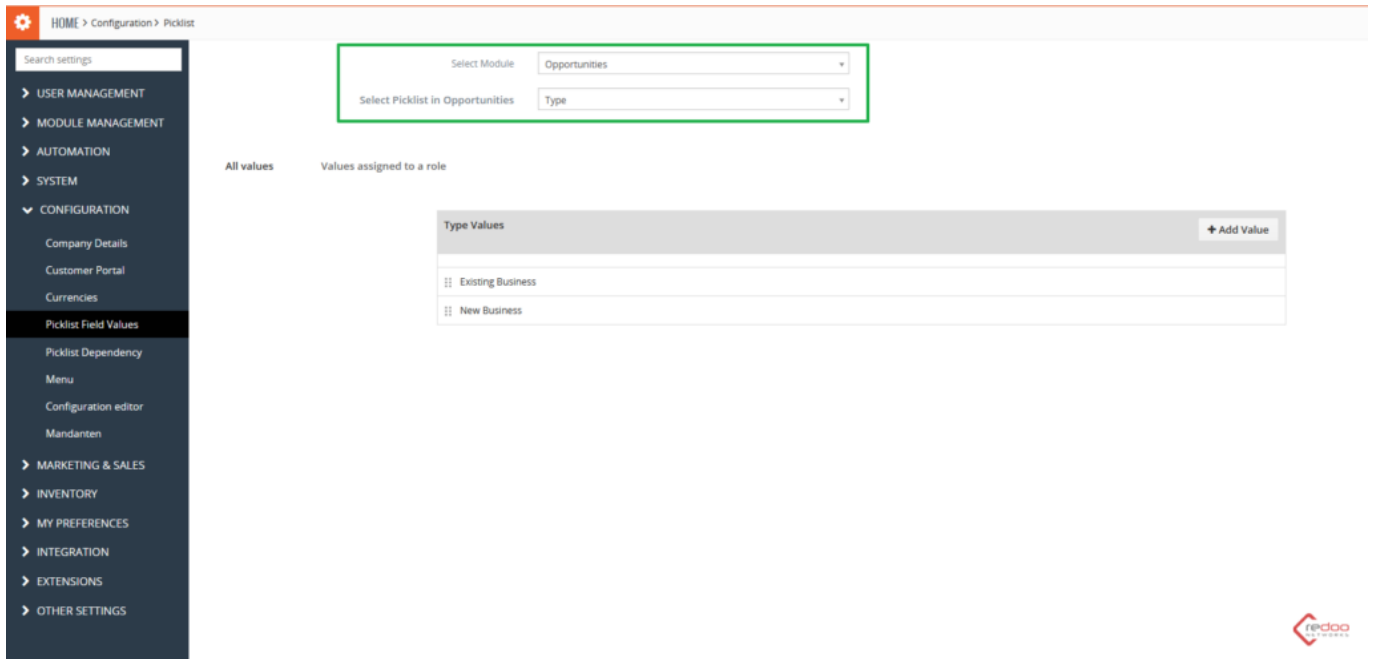 HOME > Configuration > Picklist
Search settings
USER MANAGEMENT
MODULE MANAGEMENT
AUTOMATION
SYSTEM
CONFIGURATION
Company Details
Customer Portal
Currencies
Picklist Field Values
Picklist Dependency
Menu
Configuration editor
Mandanten
MARKETING & SALES
INVENTORY
MY PREFERENCES
INTEGRATION
EXTENSIONS
OTHER SETTINGS
Select Module Opportunities
Select Picklist in Opportunities Type
All values Values assigned to a role
Type Values + Add Value
Existing Business
New Business
redoo
NETWORKS